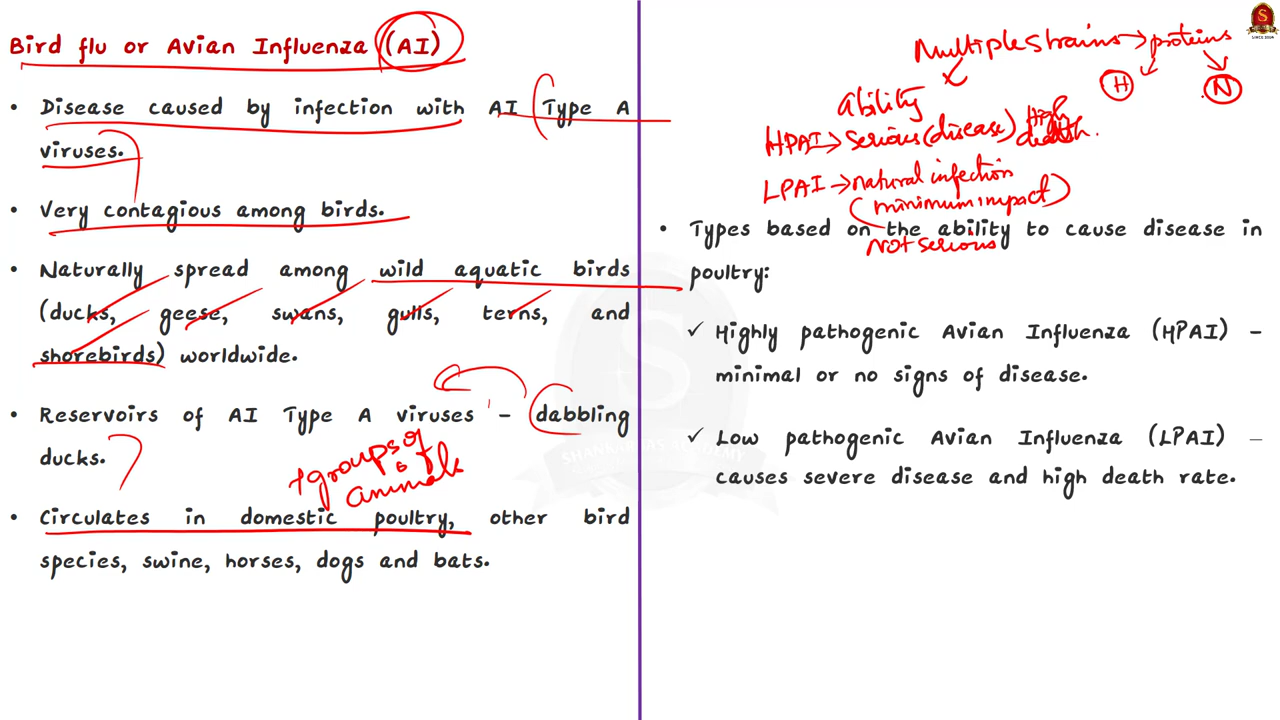 Bird flu or Avian Influenza (AI)
• Disease caused by infection with AI Type A
viruses.
• Very contagious among birds.
• Naturally spread among wild aquatic birds
(ducks, geese, swans, gulls, terns, and
shorebirds) worldwide.
• Reservoirs of AI Type A viruses - dabbling
ducks.
+groups of
animals
• Circulates in domestic poultry, other bird
species, swine, horses, dogs and bats.
Multiple strains → proteins
H N
ability
HPAI → Serious (disease) High
death.
LPAI → natural infection
(minimum impact)
Not serious
• Types based on the ability to cause disease in
poultry:
✓ Highly pathogenic Avian Influenza (HPAI) –
minimal or no signs of disease.
✓ Low pathogenic Avian Influenza (LPAI) –
causes severe disease and high death rate.
S
SHANKAR IAS ACADEMY